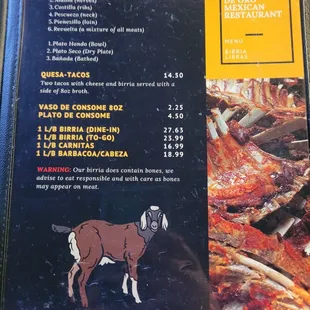 3. Costilla (ribs)
4. Pescuezo (neck)
5. Picnesillo (loin)
6. Revuelta (a mixture of all meats)
1. Plato Hondo (Bowl)
2. Plato Seco (Dry Plate)
3. Bañada (Bathed)
QUESA-TACOS 14.50
Two tacos with cheese and birria served with a
side of 8oz broth.
VASO DE CONSOME 8OZ 2.25
PLATO DE CONSOME 4.50
1 L/B BIRRIA (DINE-IN) 27.63
1 L/B BIRRIA (TO-GO) 23.99
1 L/B CARNITAS 16.99
1 L/B BARBACOA/CABEZA 18.99
WARNING: Our birria does contain bones, we
advise to eat responsible and with care as bones
may appear on meat.
DE ORO
MEXICAN
RESTAURANT
MENU
BIRRIA
LIBRAS